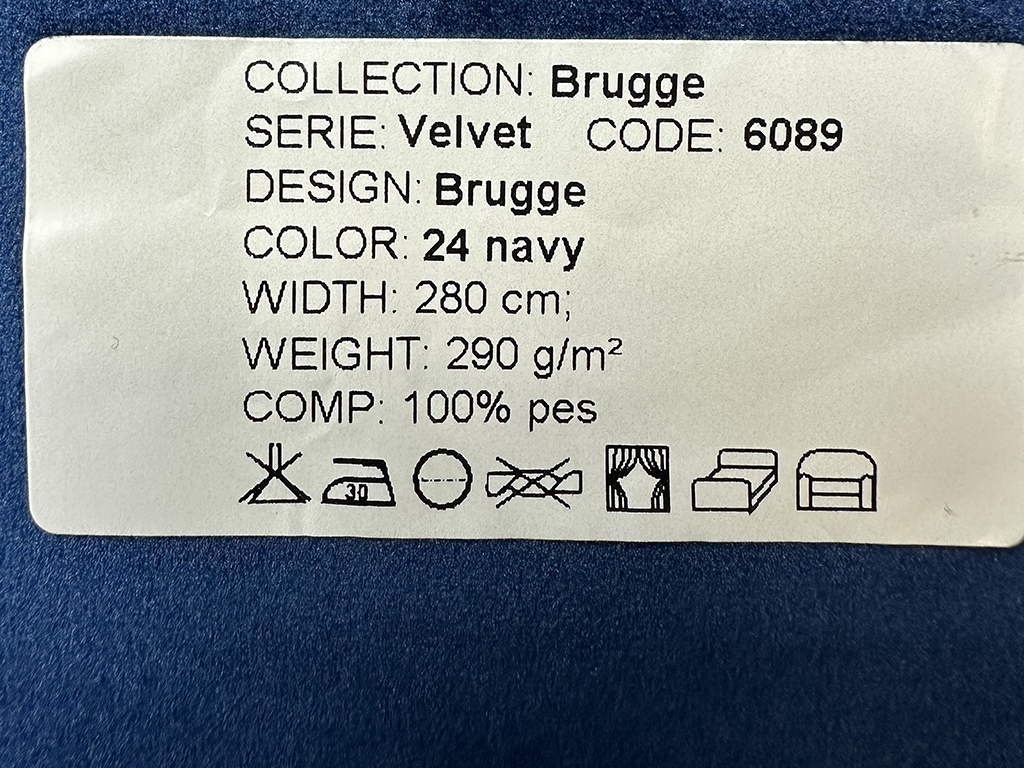 COLLECTION: Brugge
SERIE: Velvet CODE: 6089
DESIGN: Brugge
COLOR: 24 navy
WIDTH: 280 cm;
WEIGHT: 290 g/m²
COMP: 100% pes
30